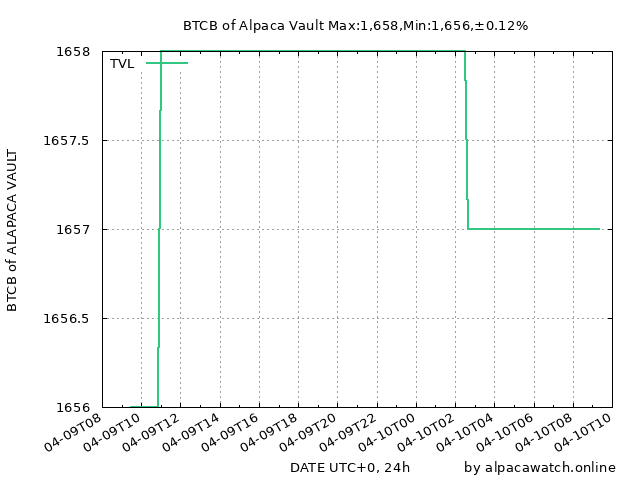 BTCB of Alpaca Vault Max:1,658,Min:1,656,±0.12%
TVL
1658
1657.5
1657
1656.5
1656
BTCB of ALAPACA VAULT
04-09T08
04-09T10
04-09T12
04-09T14
04-09T16
04-09T18
04-09T20
04-09T22
04-10T00
04-10T02
04-10T04
04-10T06
04-10T08
04-10T10
DATE UTC+0, 24h
by alpacawatch.online